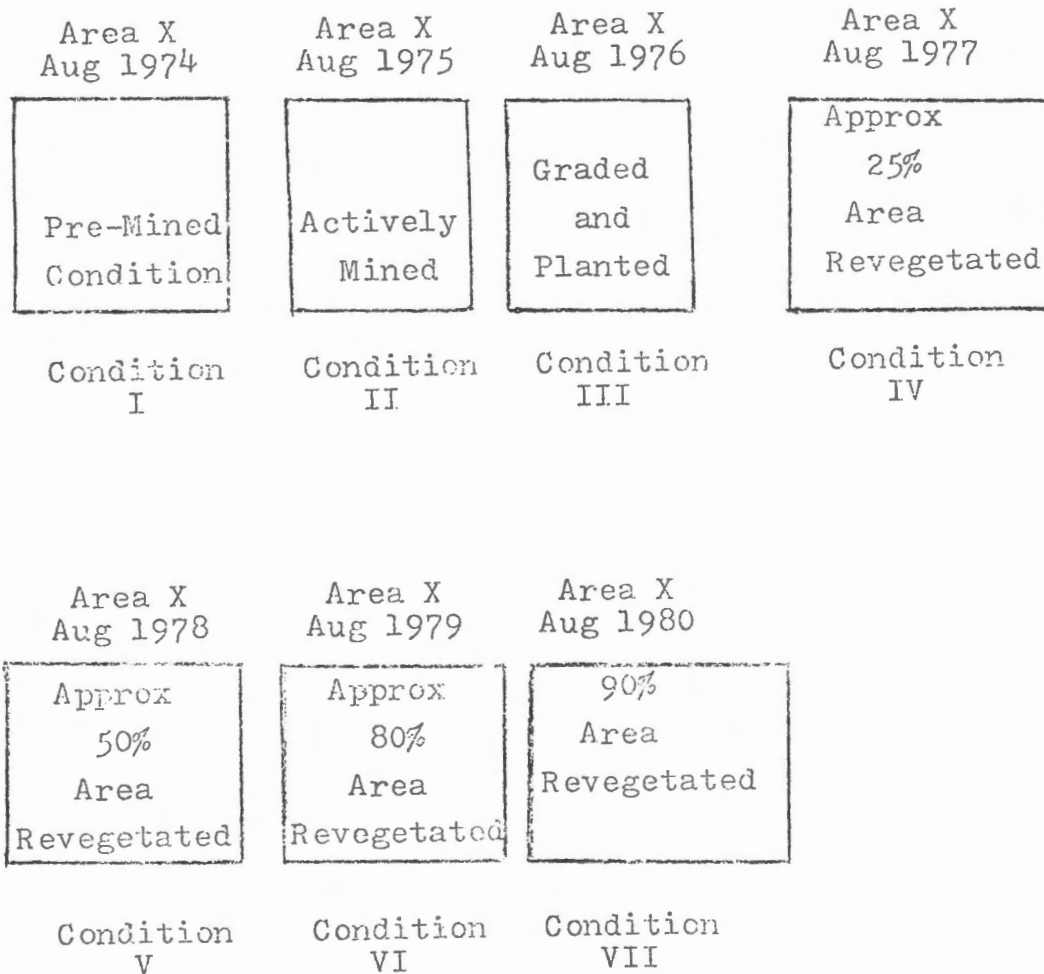 Area X
Aug 1974
Pre-Mined
Condition
Condition
I
Area X
Aug 1975
Actively
Mined
Condition
II
Area X
Aug 1976
Graded
and
Planted
Condition
III
Area X
Aug 1977
Approx
25%
Area
Revegetated
Condition
IV
Area X
Aug 1978
Approx
50%
Area
Revegetated
Condition
V
Area X
Aug 1979
Approx
80%
Area
Revegetated
Condition
VI
Area X
Aug 1980
90%
Area
Revegetated
Condition
VII